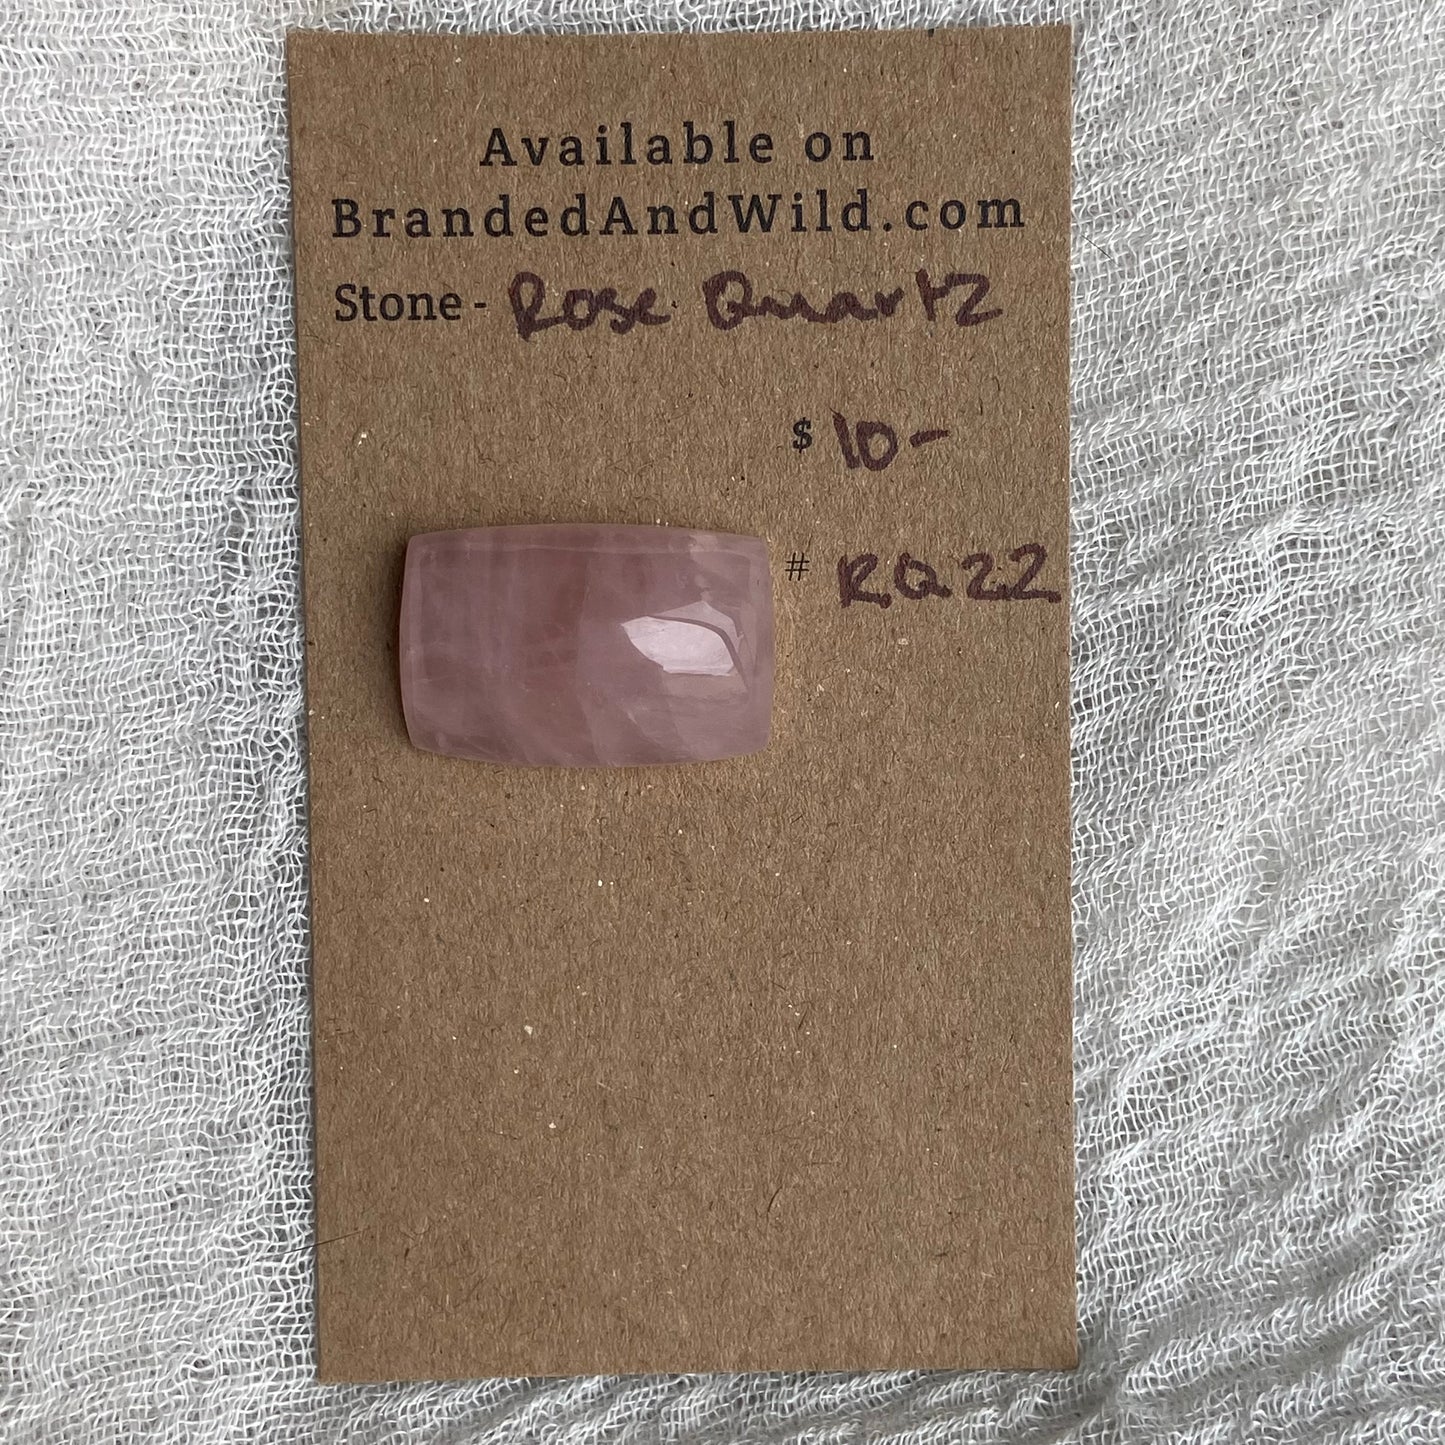 Available on
BrandedAndWild.com
Stone - Rose Quartz
$ 10-
# RQ22